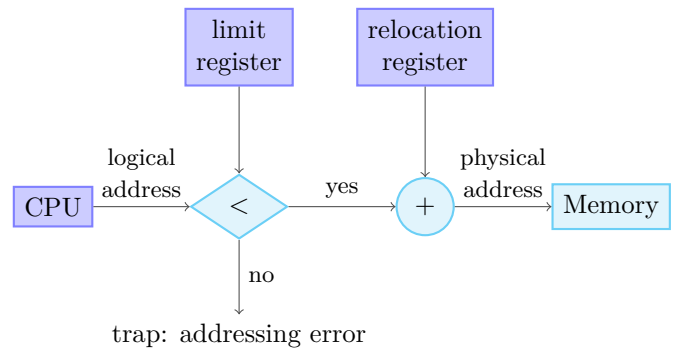 limit
register
relocation
register
logical
address
physical
address
CPU
<
yes
+
Memory
no
trap: addressing error